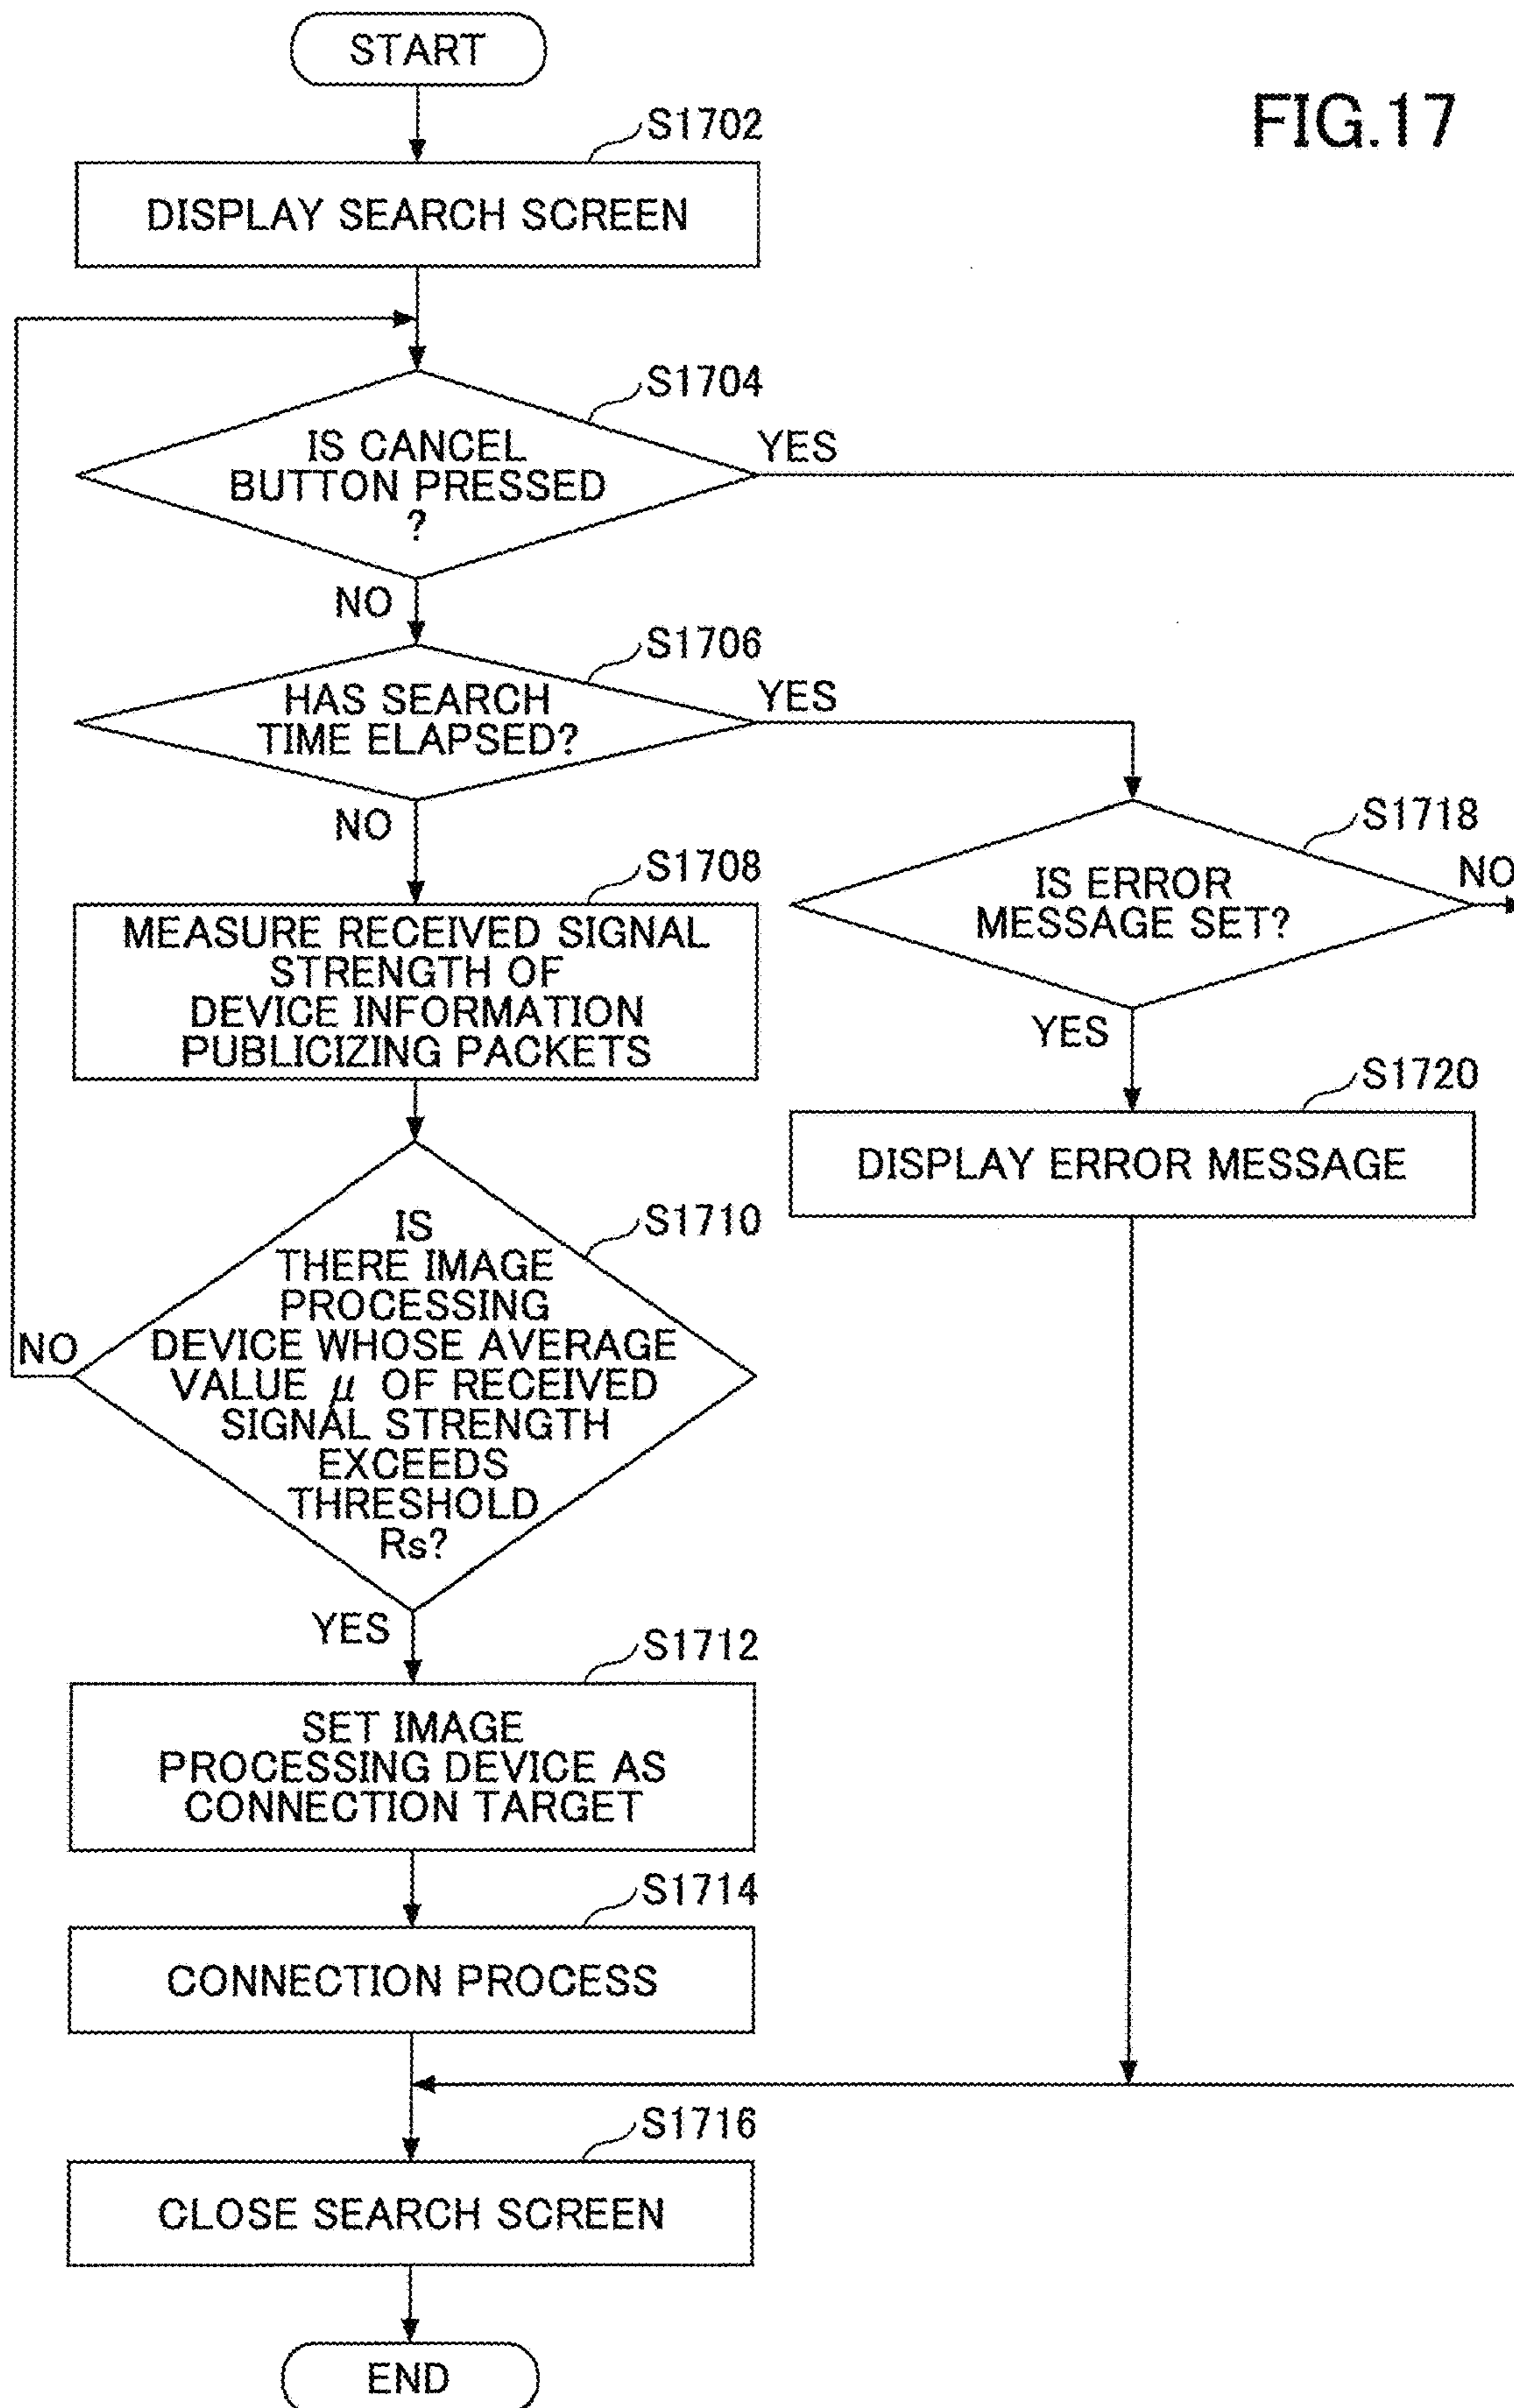 START
FIG.17
S1702
DISPLAY SEARCH SCREEN
S1704
IS CANCEL
BUTTON PRESSED
?
YES
NO
S1706
HAS SEARCH
TIME ELAPSED?
YES
NO
S1718
IS ERROR
MESSAGE SET?
NO
YES
S1708
MEASURE RECEIVED SIGNAL
STRENGTH OF
DEVICE INFORMATION
PUBLICIZING PACKETS
S1720
DISPLAY ERROR MESSAGE
S1710
IS
THERE IMAGE
PROCESSING
DEVICE WHOSE AVERAGE
VALUE μ OF RECEIVED
SIGNAL STRENGTH
EXCEEDS
THRESHOLD
Rs?
NO
YES
S1712
SET IMAGE
PROCESSING DEVICE AS
CONNECTION TARGET
S1714
CONNECTION PROCESS
S1716
CLOSE SEARCH SCREEN
END